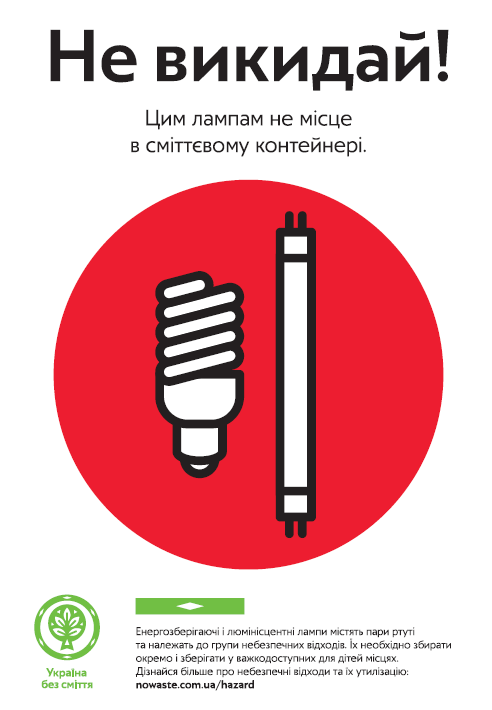 Не викидай!
Цим лампам не місце
в сміттєвому контейнері.
Енергозберігаючі і люмінісцентні лампи містять пари ртуті
та належать до групи небезпечних відходів. Їх необхідно збирати
окремо і зберігати у важкодоступних для дітей місцях.
Дізнайся більше про небезпечні відходи та їх утилізацію:
nowaste.com.ua/hazard
Україна
без сміття